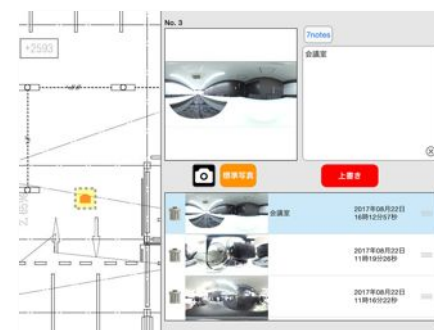 +2593
No. 3
7notes
会議室
標準写真
上書き
会議室
2017年08月22日
16時12分57秒
2017年08月22日
11時19分26秒
2017年08月22日
11時16分22秒